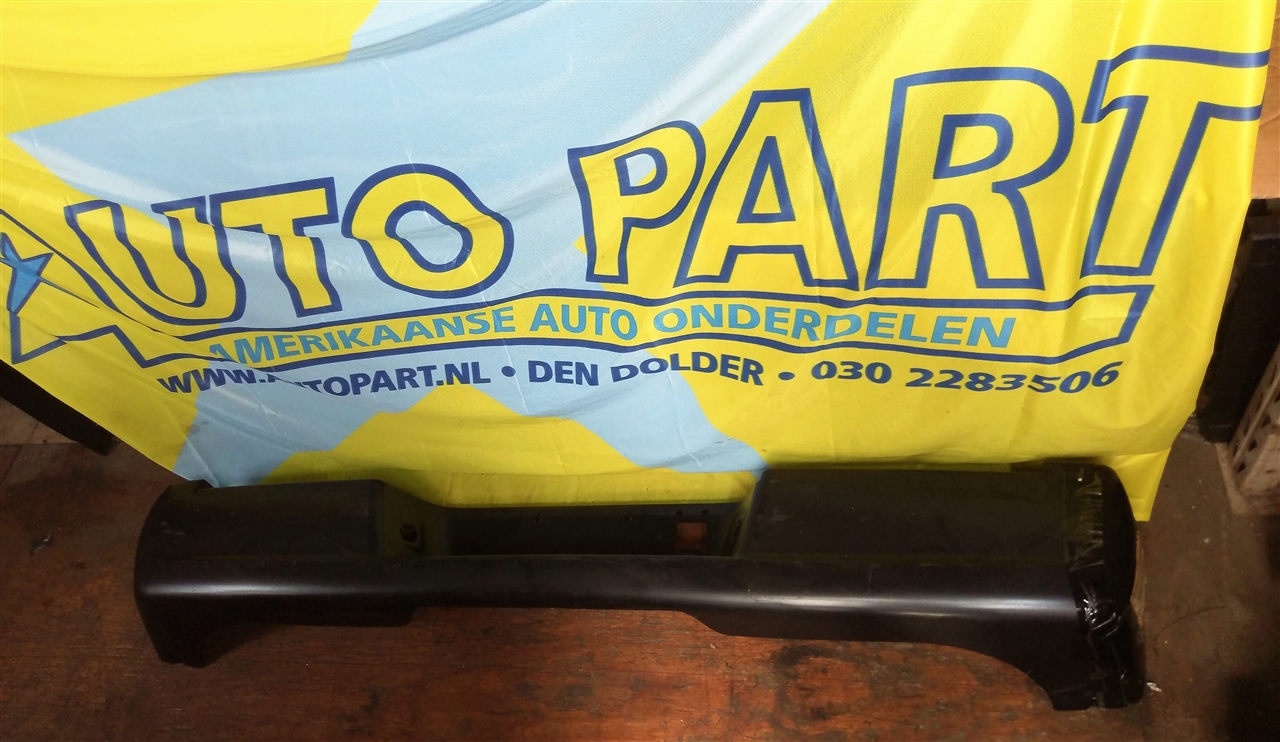 AUTO PART
AMERIKAANSE AUTO ONDERDELEN
WWW.AUTOPART.NL • DEN DOLDER • 030 2283506